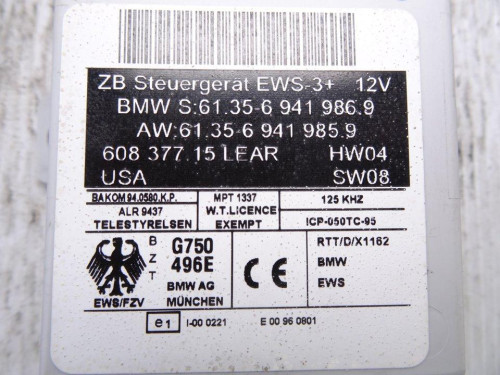 ZB Steuergerät EWS-3+ 12V
BMW S:61.35-6 941 986.9
AW:61.35-6 941 985.9
608 377.15 LEAR HW04
USA SW08
BAKOM 94.0580.K.P. MPT 1337 125 KHZ
ALR 9437 W.T.LICENCE
TELESTYRELSEN EXEMPT ICP-050TC-95
B G750 RTT/D/X1162
Z 496E CE BMW
T BMW AG EWS
EWS/FZV MÜNCHEN
e1 I-00 0221 E 00 96 0801